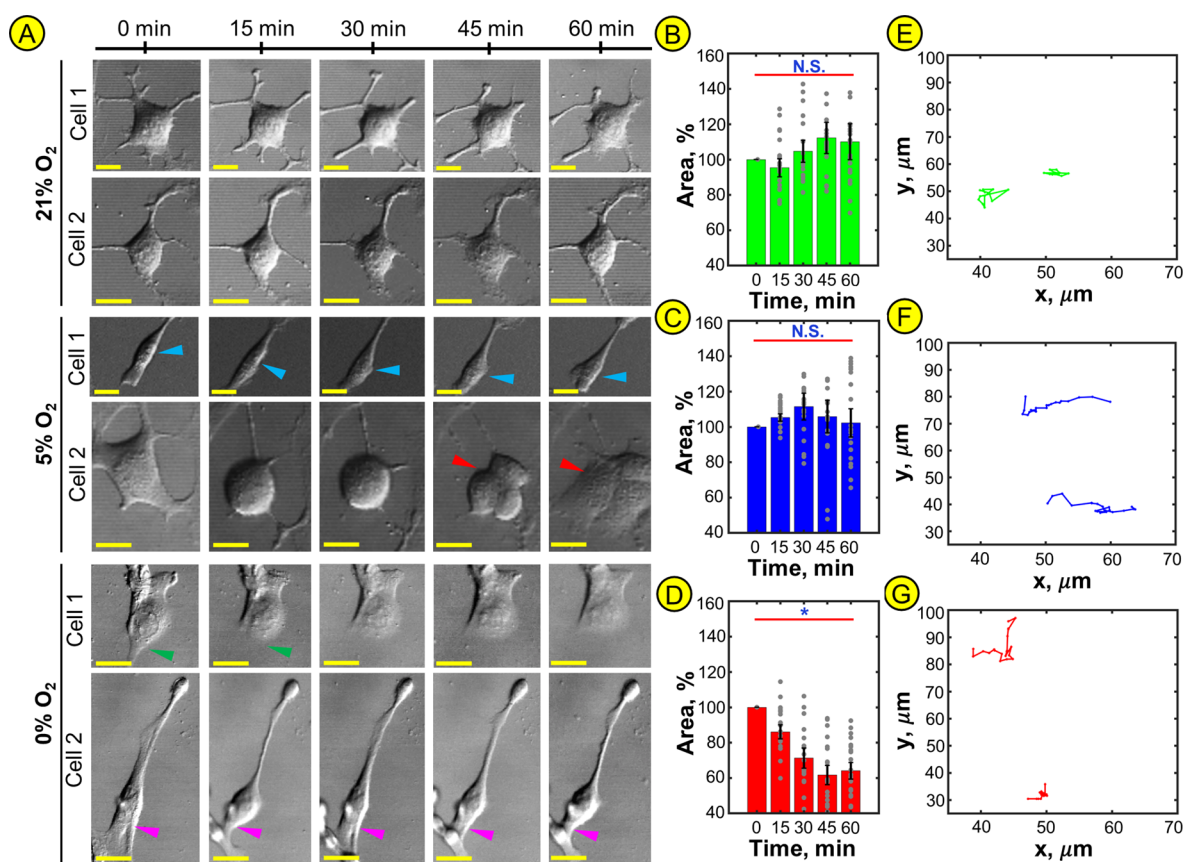 A
0 min 15 min 30 min 45 min 60 min
21% O2
Cell 1
Cell 2
5% O2
Cell 1
Cell 2
0% O2
Cell 1
Cell 2
B
160
140
120
100
80
60
40
Area, %
N.S.
0 15 30 45 60
Time, min
C
160
140
120
100
80
60
40
Area, %
N.S.
0 15 30 45 60
Time, min
D
160
140
120
100
80
60
40
Area, %
*
0 15 30 45 60
Time, min
E
100
90
80
70
60
50
40
30
y, μm
40 50 60 70
x, μm
F
100
90
80
70
60
50
40
30
y, μm
40 50 60 70
x, μm
G
100
90
80
70
60
50
40
30
y, μm
40 50 60 70
x, μm